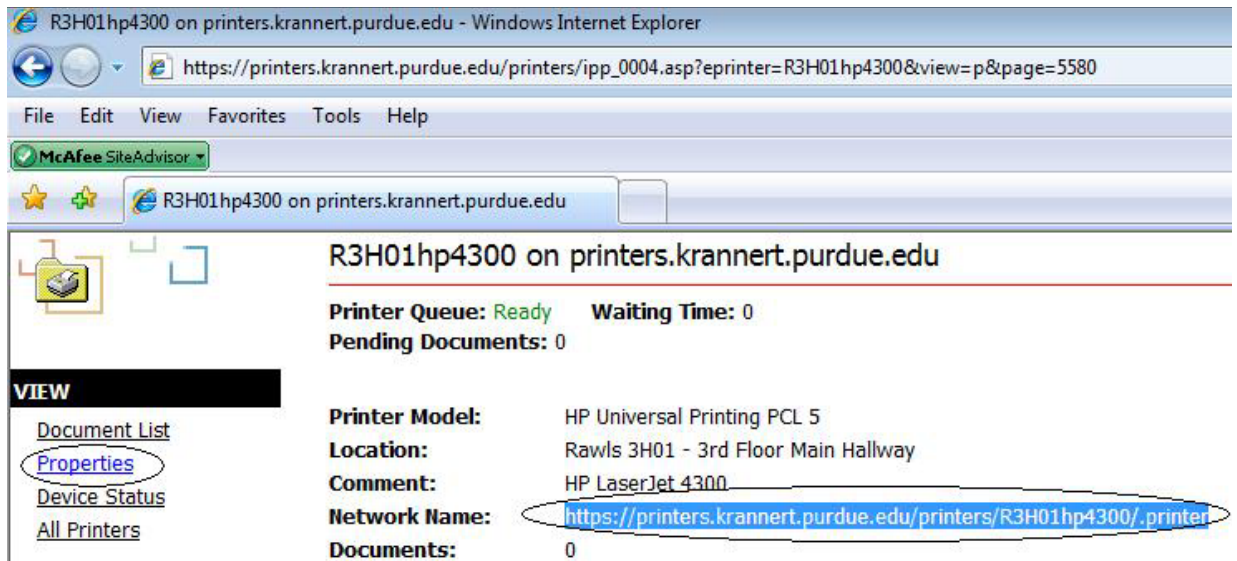 R3H01hp4300 on printers.krannert.purdue.edu - Windows Internet Explorer
https://printers.krannert.purdue.edu/printers/ipp_0004.asp?eprinter=R3H01hp4300&view=p&page=5580
File Edit View Favorites Tools Help
McAfee SiteAdvisor
R3H01hp4300 on printers.krannert.purdue.edu
R3H01hp4300 on printers.krannert.purdue.edu
Printer Queue: Ready Waiting Time: 0
Pending Documents: 0
VIEW
Document List
Properties
Device Status
All Printers
Printer Model: HP Universal Printing PCL 5
Location: Rawls 3H01 - 3rd Floor Main Hallway
Comment: HP LaserJet 4300
Network Name: https://printers.krannert.purdue.edu/printers/R3H01hp4300/.printer
Documents: 0